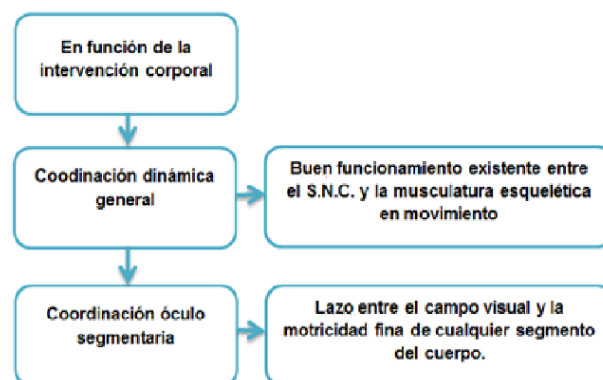 En función de la
intervención corporal
Coodinación dinámica
general
Buen funcionamiento existente entre
el S.N.C. y la musculatura esquelética
en movimiento
Coordinación óculo
segmentaria
Lazo entre el campo visual y la
motricidad fina de cualquier segmento
del cuerpo.